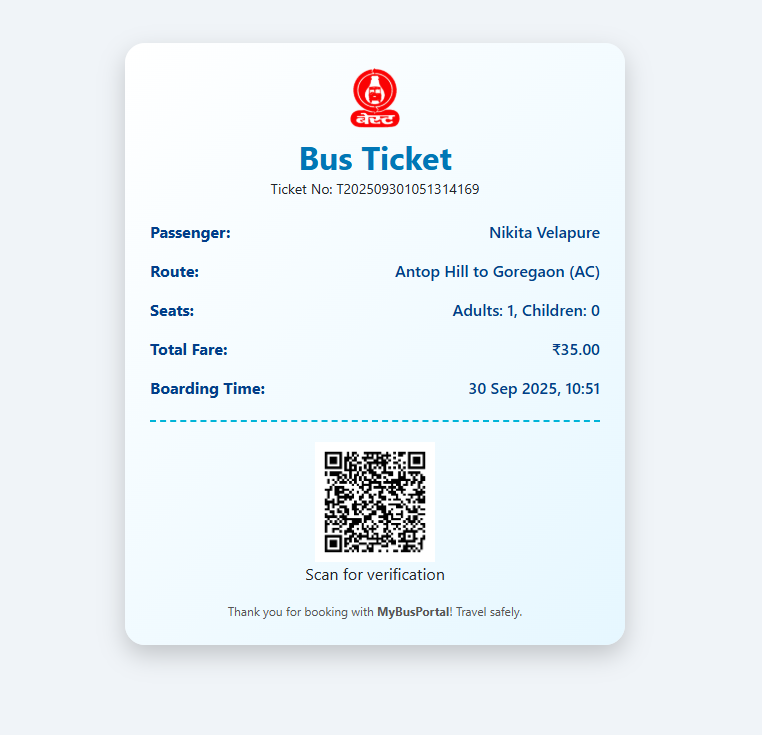 बेस्ट
Bus Ticket
Ticket No: T202509301051314169
Passenger: Nikita Velapure
Route: Antop Hill to Goregaon (AC)
Seats: Adults: 1, Children: 0
Total Fare: ₹35.00
Boarding Time: 30 Sep 2025, 10:51
Scan for verification
Thank you for booking with MyBusPortal! Travel safely.